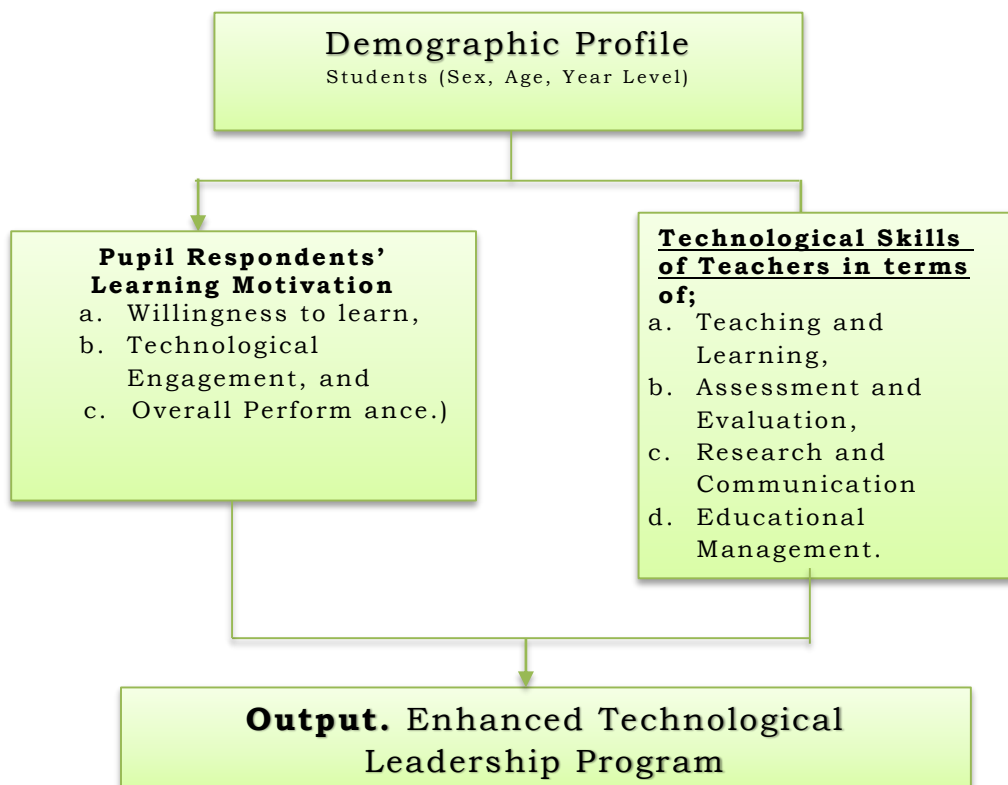 Demographic Profile
Students (Sex, Age, Year Level)
Pupil Respondents’
Learning Motivation
a. Willingness to learn,
b. Technological
Engagement, and
c. Overall Perform ance.)
Technological Skills
of Teachers in terms
of;
a. Teaching and
Learning,
b. Assessment and
Evaluation,
c. Research and
Communication
d. Educational
Management.
Output. Enhanced Technological
Leadership Program